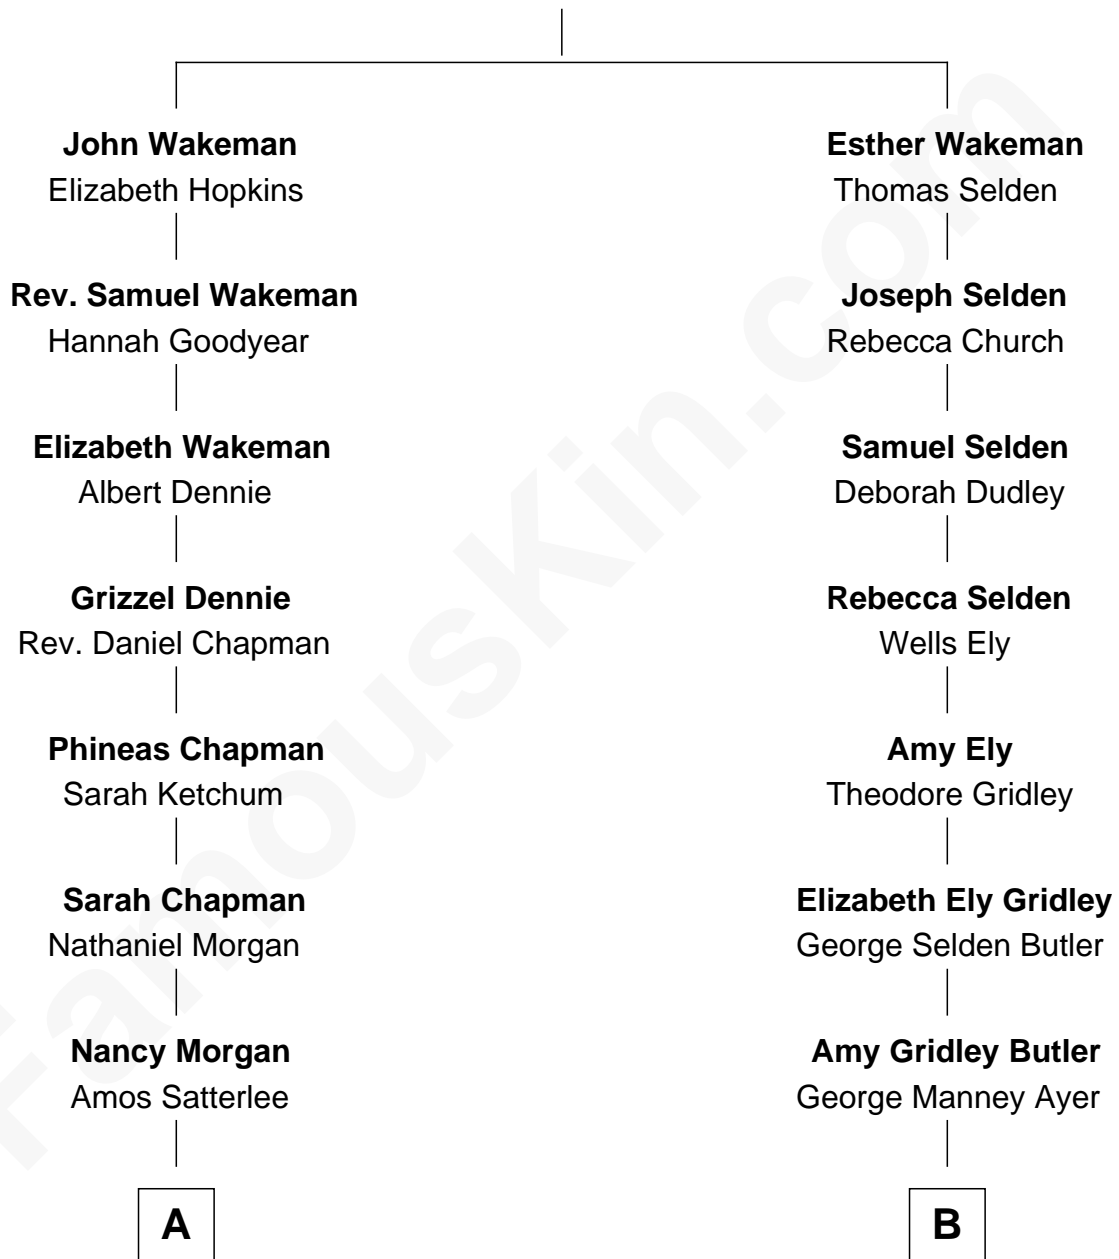 John Wakeman
Elizabeth Hopkins
Rev. Samuel Wakeman
Hannah Goodyear
Elizabeth Wakeman
Albert Dennie
Grizzel Dennie
Rev. Daniel Chapman
Phineas Chapman
Sarah Ketchum
Sarah Chapman
Nathaniel Morgan
Nancy Morgan
Amos Satterlee
A
Esther Wakeman
Thomas Selden
Joseph Selden
Rebecca Church
Samuel Selden
Deborah Dudley
Rebecca Selden
Wells Ely
Amy Ely
Theodore Gridley
Elizabeth Ely Gridley
George Selden Butler
Amy Gridley Butler
George Manney Ayer
B
FamousKin.com